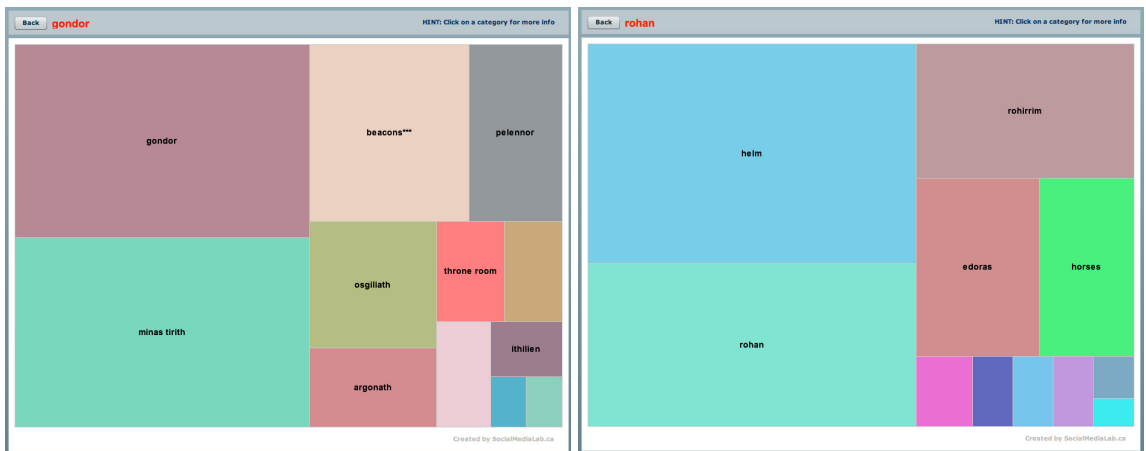 Back gondor HINT: Click on a category for more info
gondor
beacons***
pelennor
minas tirith
osgiliath
throne room
ithilien
argonath
Created by SocialMediaLab.ca
Back rohan HINT: Click on a category for more info
helm
rohirrim
edoras
horses
rohan
Created by SocialMediaLab.ca